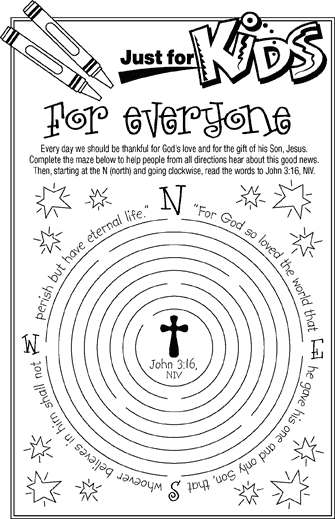 Just for KiDS
For everyone
Every day we should be thankful for God's love and for the gift of his Son, Jesus.
Complete the maze below to help people from all directions hear about this good news.
Then, starting at the N (north) and going clockwise, read the words to John 3:16, NIV.
N
"For God so loved the world that
E
he gave his one and only Son, that
S
whoever believes in him shall not
W
perish but have eternal life."
John 3:16,
NIV